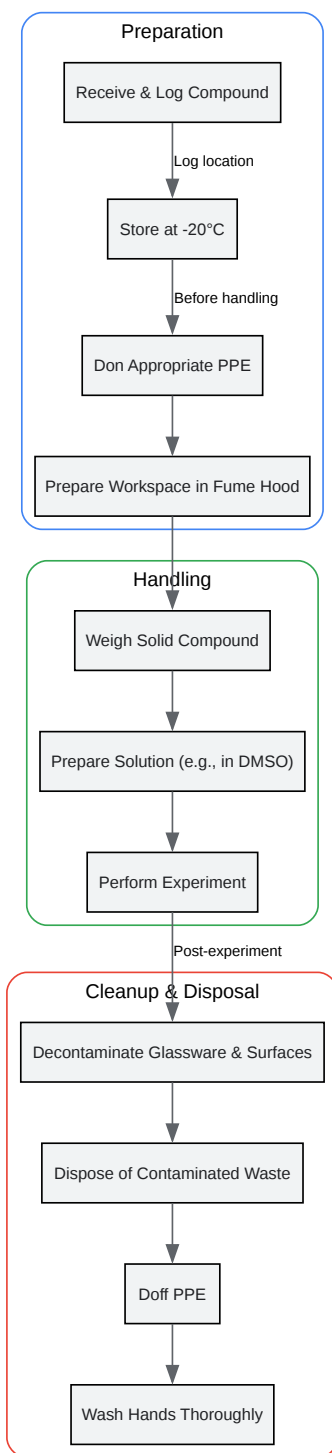 Preparation
Receive & Log Compound
Log location
Store at -20°C
Before handling
Don Appropriate PPE
Prepare Workspace in Fume Hood
Handling
Weigh Solid Compound
Prepare Solution (e.g., in DMSO)
Perform Experiment
Post-experiment
Cleanup & Disposal
Decontaminate Glassware & Surfaces
Dispose of Contaminated Waste
Doff PPE
Wash Hands Thoroughly